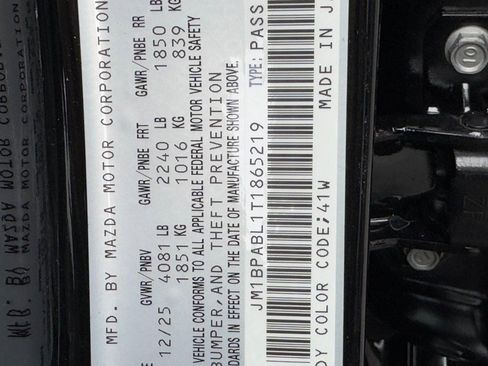 MFD. BY MAZDA MOTOR CORPORATION
GVWR/PNBV GAWR/PNBE FRT GAWR/PNBE RR
12/25 4081 LB 2240 LB 1850 LB
1851 KG 1016 KG 839 KG
VEHICLE CONFORMS TO ALL APPLICABLE FEDERAL MOTOR VEHICLE SAFETY
BUMPER, AND THEFT PREVENTION
DARDS IN EFFECT ON THE DATE OF MANUFACTURE SHOWN ABOVE.
JM1BPABL1T1865219 TYPE: PASS
DY COLOR CODE;41W MADE IN J
10